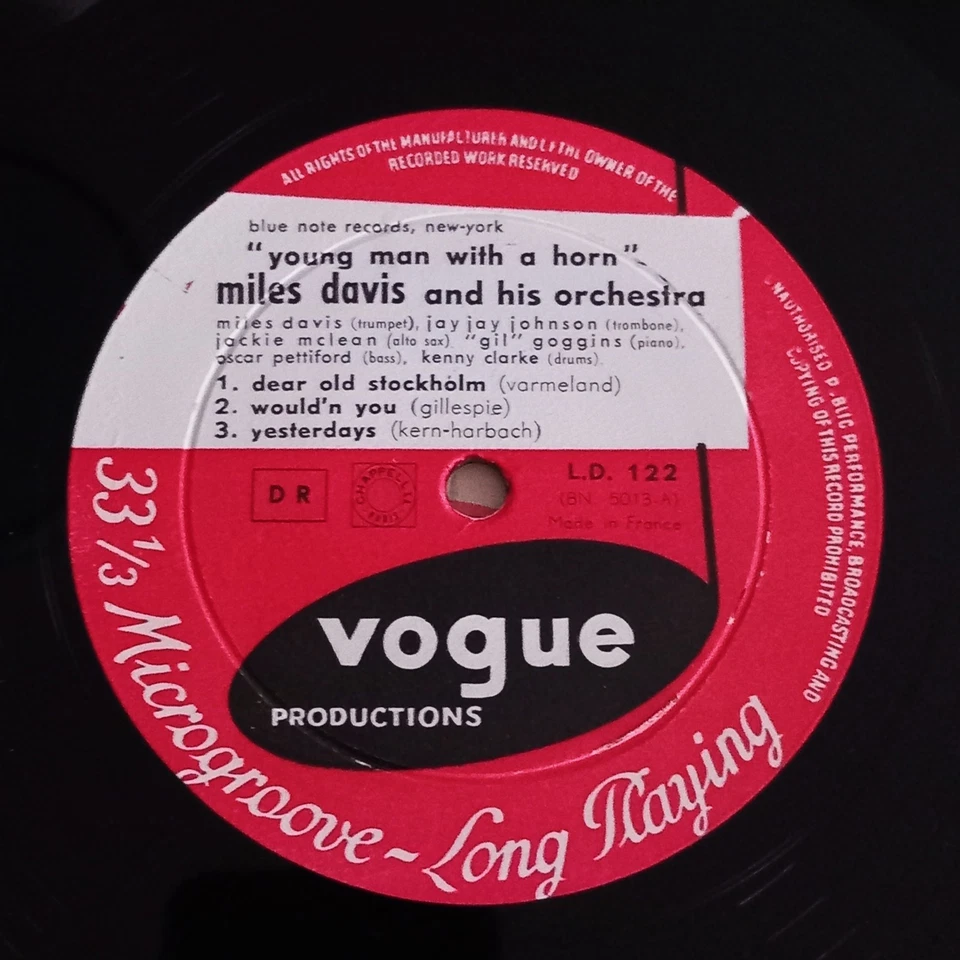 ALL RIGHTS OF THE MANUFACTURER AND OF THE OWNER OF THE
RECORDED WORK RESERVED
blue note records, new-york
"young man with a horn"
miles davis and his orchestra
miles davis (trumpet), jay jay johnson (trombone),
jackie mclean (alto sax). "gil" goggins (piano).
oscar pettiford (bass), kenny clarke (drums).
1. dear old stockholm (varmeland)
2. would'n you (gillespie)
3. yesterdays (kern-harbach)
D R
CHAPPELL
PARIS
L.D. 122
(BN 5013-A)
Made in France
vogue
PRODUCTIONS
UNAUTHORISED PUBLIC PERFORMANCE, BROADCASTING AND
COPYING OF THIS RECORD PROHIBITED
33 1/3 Microgroove - Long Playing